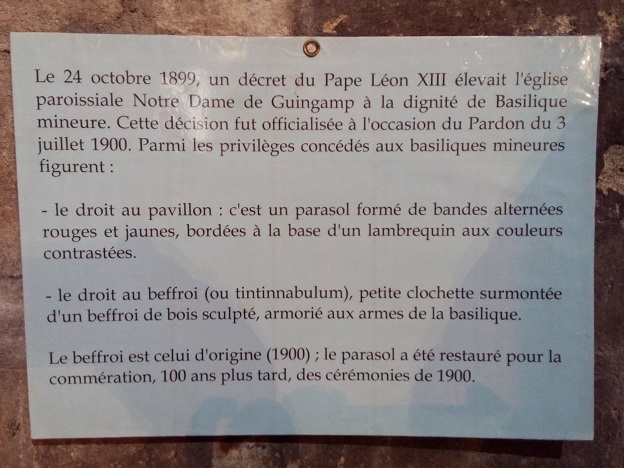 Le 24 octobre 1899, un décret du Pape Léon XIII élevait l'église
paroissiale Notre Dame de Guingamp à la dignité de Basilique
mineure. Cette décision fut officialisée à l'occasion du Pardon du 3
juillet 1900. Parmi les privilèges concédés aux basiliques mineures
figurent :
- le droit au pavillon : c'est un parasol formé de bandes alternées
rouges et jaunes, bordées à la base d'un lambrequin aux couleurs
contrastées.
- le droit au beffroi (ou tintinnabulum), petite clochette surmontée
d'un beffroi de bois sculpté, armorié aux armes de la basilique.
Le beffroi est celui d'origine (1900) ; le parasol a été restauré pour la
commération, 100 ans plus tard, des cérémonies de 1900.